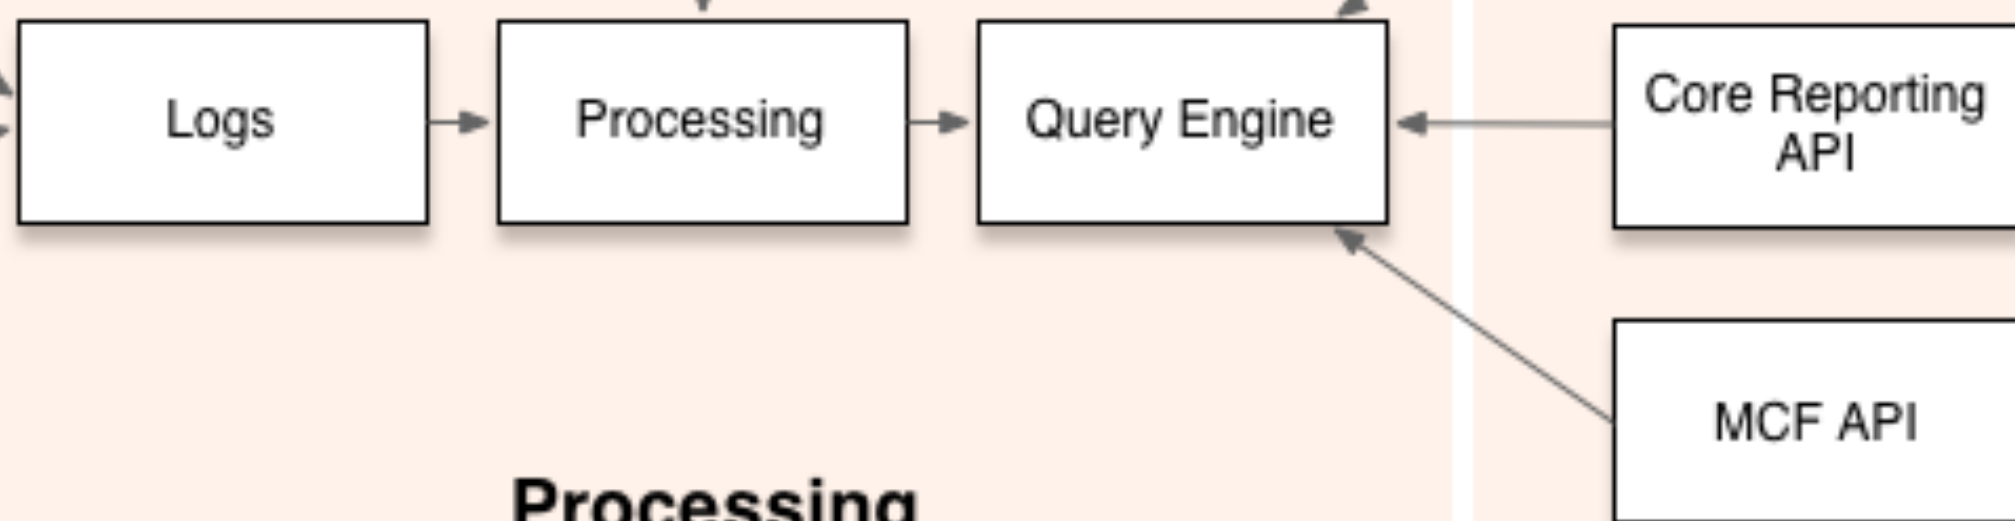 Logs
Processing
Query Engine
Core Reporting
API
MCF API
Processing